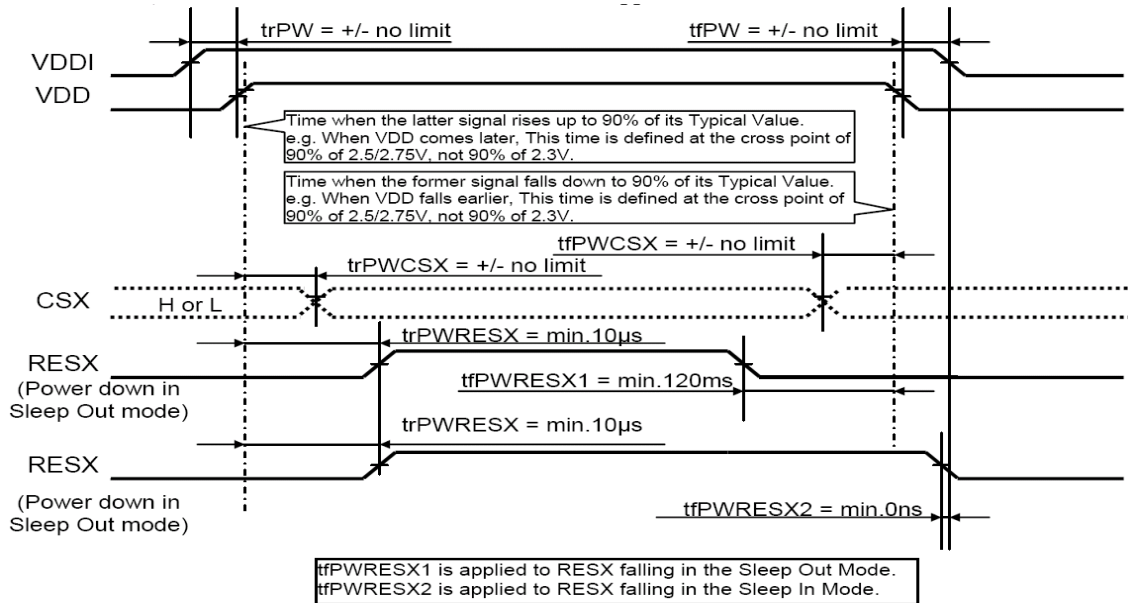 trPW = +/- no limit
tfPW = +/- no limit
VDDI
VDD
Time when the latter signal rises up to 90% of its Typical Value.
e.g. When VDD comes later, This time is defined at the cross point of
90% of 2.5/2.75V, not 90% of 2.3V.
Time when the former signal falls down to 90% of its Typical Value.
e.g. When VDD falls earlier, This time is defined at the cross point of
90% of 2.5/2.75V, not 90% of 2.3V.
tfPWCSX = +/- no limit
trPWCSX = +/- no limit
CSX
H or L
trPWRESX = min.10µs
RESX
(Power down in
Sleep Out mode)
tfPWRESX1 = min.120ms
trPWRESX = min.10µs
RESX
(Power down in
Sleep Out mode)
tfPWRESX2 = min.0ns
tfPWRESX1 is applied to RESX falling in the Sleep Out Mode.
tfPWRESX2 is applied to RESX falling in the Sleep In Mode.